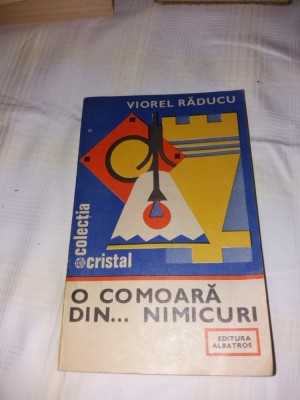 VIOREL RĂDUCU
colecția
cristal
O COMOARĂ
DIN... NIMICURI
EDITURA
ALBATROS